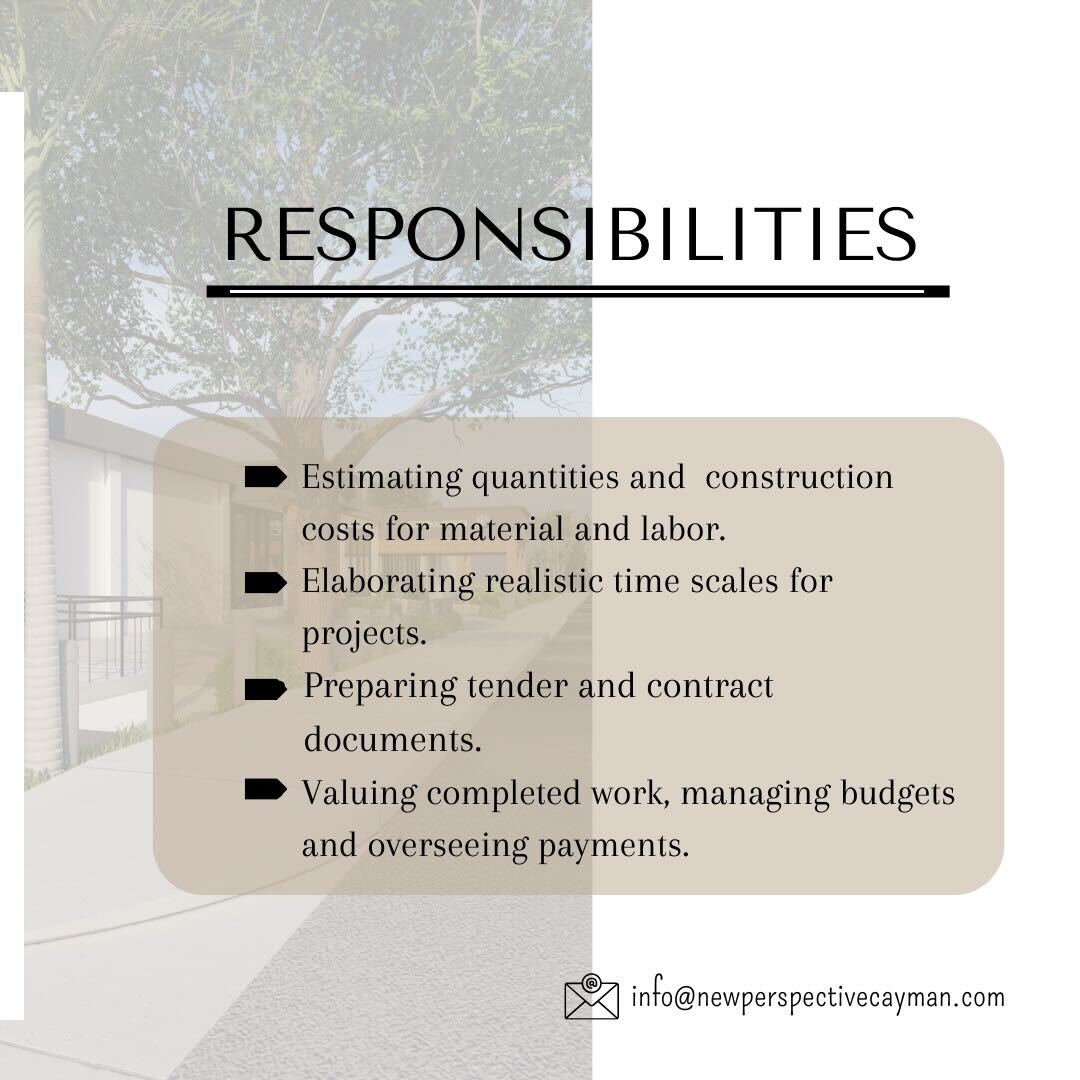 RESPONSIBILITIES
Estimating quantities and  construction
costs for material and labor.
Elaborating realistic time scales for
projects.
Preparing tender and contract
documents.
Valuing completed work, managing budgets
and overseeing payments.
@
info@newperspectivecayman.com